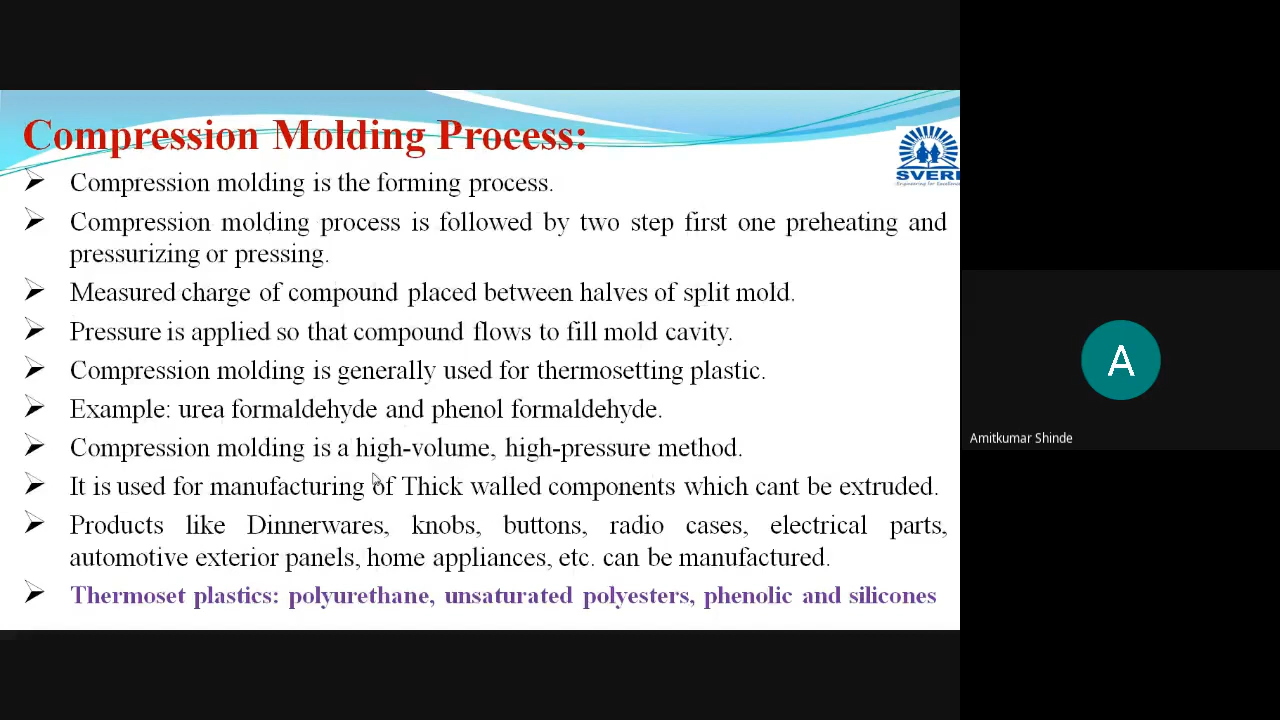 Compression Molding Process:
SVERI
Engineering for Excellence
➢ Compression molding is the forming process.
➢ Compression molding process is followed by two step first one preheating and
pressurizing or pressing.
➢ Measured charge of compound placed between halves of split mold.
➢ Pressure is applied so that compound flows to fill mold cavity.
➢ Compression molding is generally used for thermosetting plastic.
➢ Example: urea formaldehyde and phenol formaldehyde.
➢ Compression molding is a high-volume, high-pressure method.
➢ It is used for manufacturing of Thick walled components which cant be extruded.
➢ Products like Dinnerwares, knobs, buttons, radio cases, electrical parts,
automotive exterior panels, home appliances, etc. can be manufactured.
➢ Thermoset plastics: polyurethane, unsaturated polyesters, phenolic and silicones
A
Amitkumar Shinde